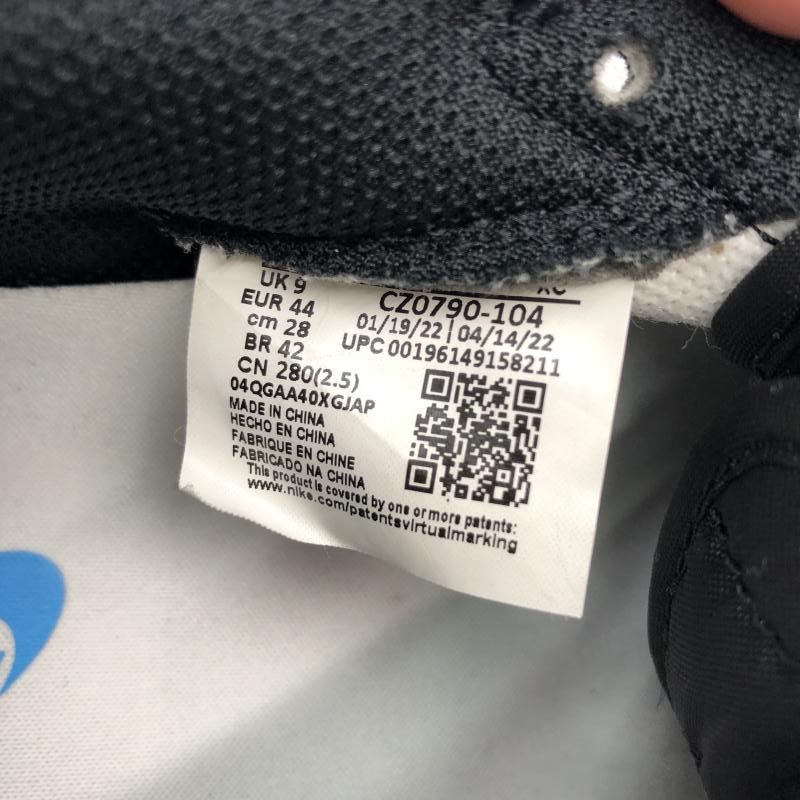 UK 9
EUR 44
cm 28
BR 42
CN 280(2.5)
04QGAA40XGJAP
MADE IN CHINA
HECHO EN CHINA
FABRIQUE EN CHINE
FABRICADO NA CHINA
CZ0790-104
01/19/22 | 04/14/22
UPC 00196149158211
This product is covered by one or more patents:
www.nike.com/patentsvirtualmarking